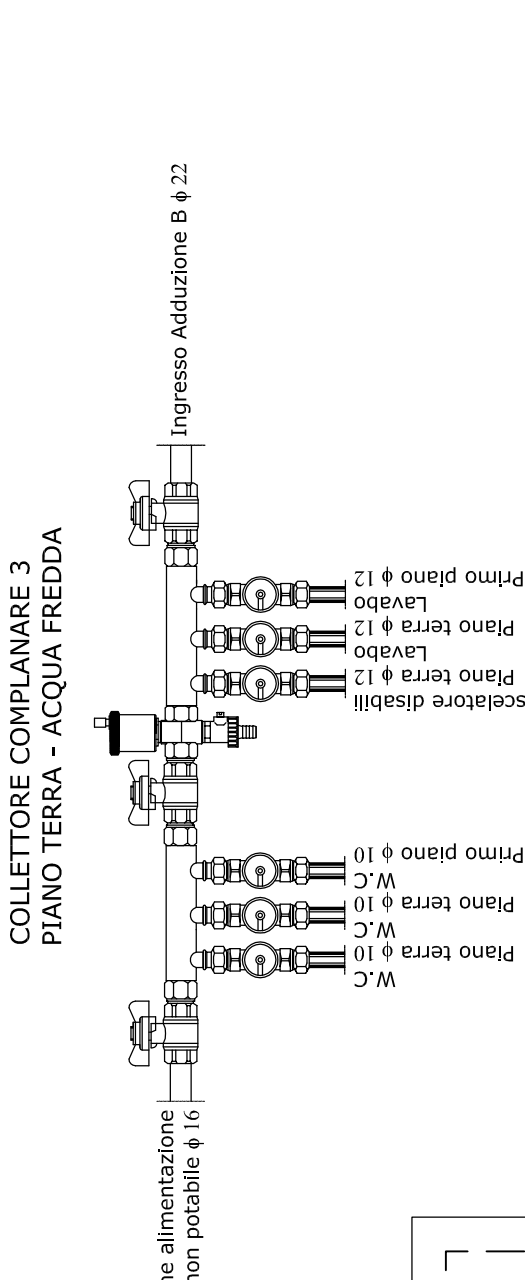 COLLETTORE COMPLANARE 3
PIANO TERRA - ACQUA FREDDA
Ingresso Adduzione B ϕ 22
ne alimentazione
non potabile ϕ 16
W.C
Piano terra ϕ 10
W.C
Piano terra ϕ 10
W.C
Primo piano ϕ 10
scelatore disabili
Piano terra ϕ 12
Lavabo
Piano terra ϕ 12
Lavabo
Primo piano ϕ 12